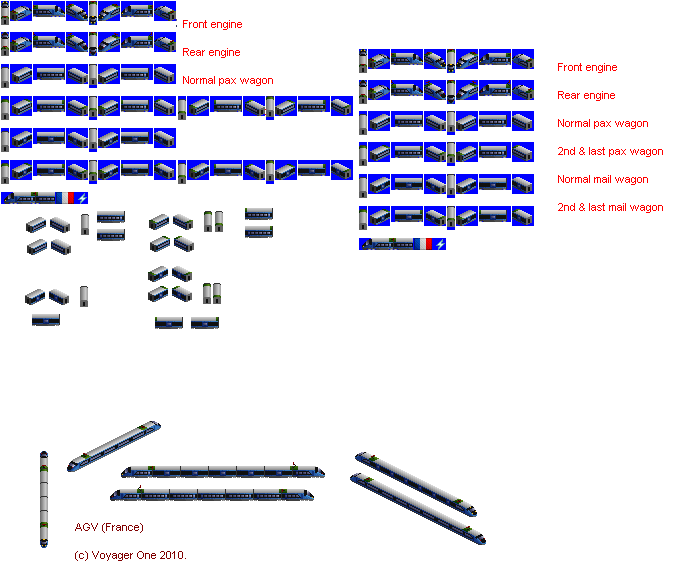 Front engine
Rear engine
Normal pax wagon
Front engine
Rear engine
Normal pax wagon
2nd & last pax wagon
Normal mail wagon
2nd & last mail wagon
AGV (France)
(c) Voyager One 2010.